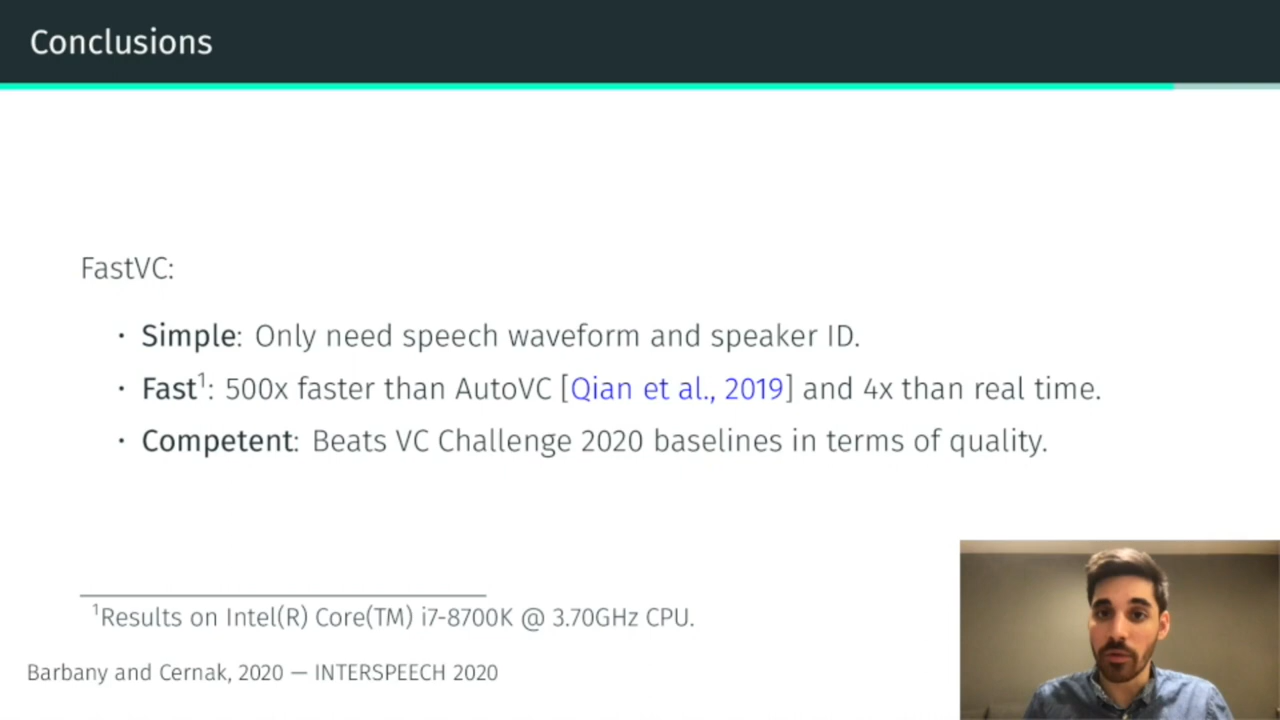 Conclusions
FastVC:
· Simple: Only need speech waveform and speaker ID.
· Fast¹: 500x faster than AutoVC [Qian et al., 2019] and 4x than real time.
· Competent: Beats VC Challenge 2020 baselines in terms of quality.
¹Results on Intel(R) Core(TM) i7-8700K @ 3.70GHz CPU.
Barbany and Cernak, 2020 — INTERSPEECH 2020